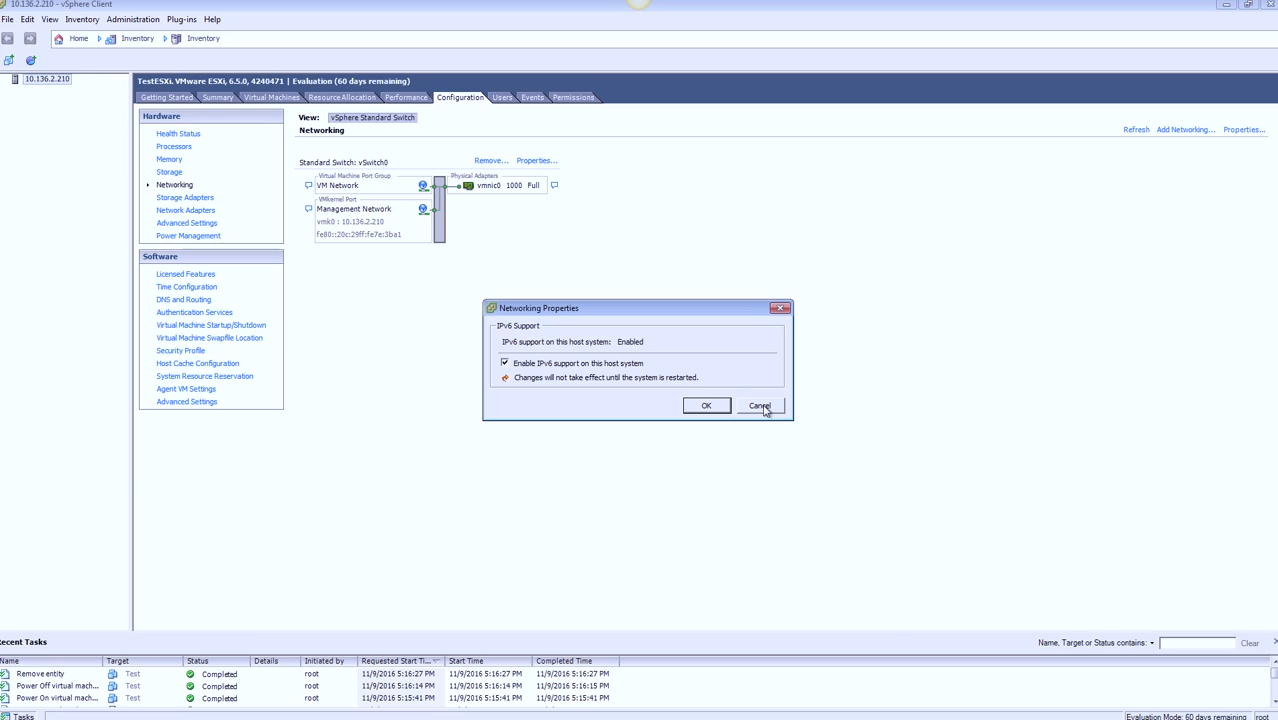 10.136.2.210 - vSphere Client
File Edit View Inventory Administration Plug-ins Help
Home Inventory Inventory
10.136.2.210
TestESXi. VMware ESXi, 6.5.0, 4240471 | Evaluation (60 days remaining)
Getting Started Summary Virtual Machines Resource Allocation Performance Configuration Users Events Permissions
Hardware
Health Status
Processors
Memory
Storage
Networking
Storage Adapters
Network Adapters
Advanced Settings
Power Management
Software
Licensed Features
Time Configuration
DNS and Routing
Authentication Services
Virtual Machine Startup/Shutdown
Virtual Machine Swapfile Location
Security Profile
Host Cache Configuration
System Resource Reservation
Agent VM Settings
Advanced Settings
View: vSphere Standard Switch
Networking
Refresh Add Networking... Properties...
Standard Switch: vSwitch0 Remove... Properties...
Virtual Machine Port Group Physical Adapters
VM Network vmnic0 1000 Full
VMkernel Port
Management Network
vmk0 : 10.136.2.210
fe80::20c:29ff:fe7e:3ba1
Networking Properties
IPv6 Support
IPv6 support on this host system: Enabled
Enable IPv6 support on this host system
Changes will not take effect until the system is restarted.
OK Cancel
Recent Tasks Name, Target or Status contains: Clear
Name Target Status Details Initiated by Requested Start Ti... Start Time Completed Time
Remove entity Test Completed root 11/9/2016 5:16:27 PM 11/9/2016 5:16:27 PM 11/9/2016 5:16:27 PM
Power Off virtual mach... Test Completed root 11/9/2016 5:16:14 PM 11/9/2016 5:16:14 PM 11/9/2016 5:16:15 PM
Power On virtual mach... Test Completed root 11/9/2016 5:15:41 PM 11/9/2016 5:15:41 PM 11/9/2016 5:15:41 PM
Tasks Evaluation Mode: 60 days remaining root